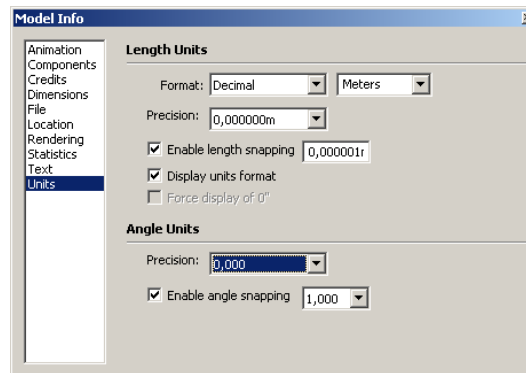 Model Info
Animation
Components
Credits
Dimensions
File
Location
Rendering
Statistics
Text
Units
Length Units
Format: Decimal Meters
Precision: 0,000000m
Enable length snapping 0,000001r
Display units format
Force display of 0"
Angle Units
Precision: 0,000
Enable angle snapping 1,000